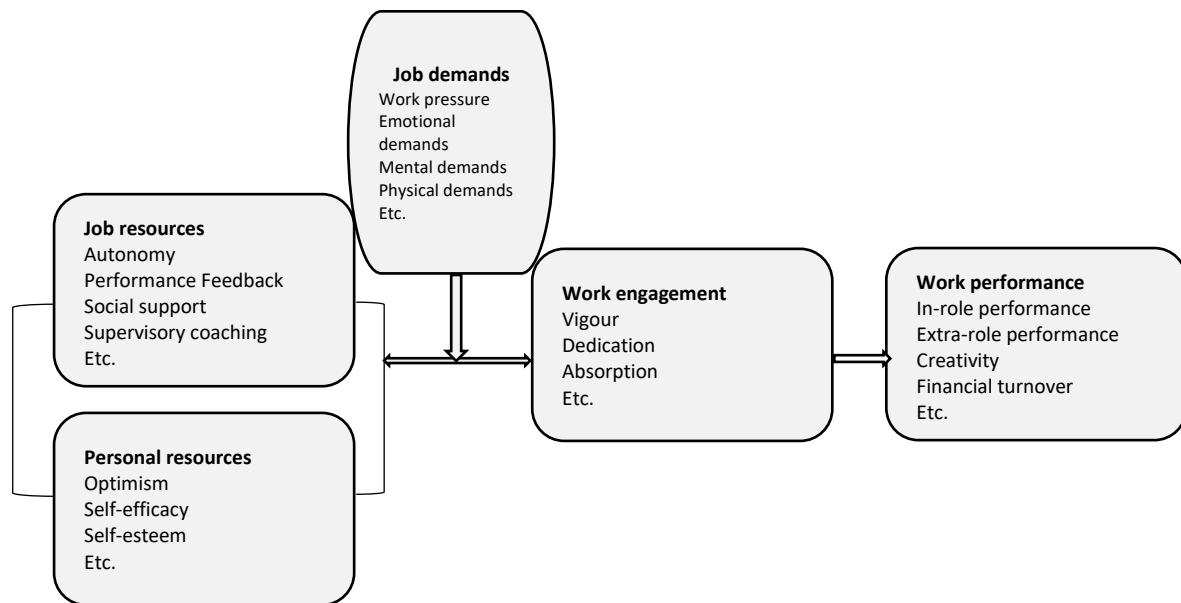 Job demands
Work pressure
Emotional
demands
Mental demands
Physical demands
Etc.
Job resources
Autonomy
Performance Feedback
Social support
Supervisory coaching
Etc.
Personal resources
Optimism
Self-efficacy
Self-esteem
Etc.
Work engagement
Vigour
Dedication
Absorption
Etc.
Work performance
In-role performance
Extra-role performance
Creativity
Financial turnover
Etc.